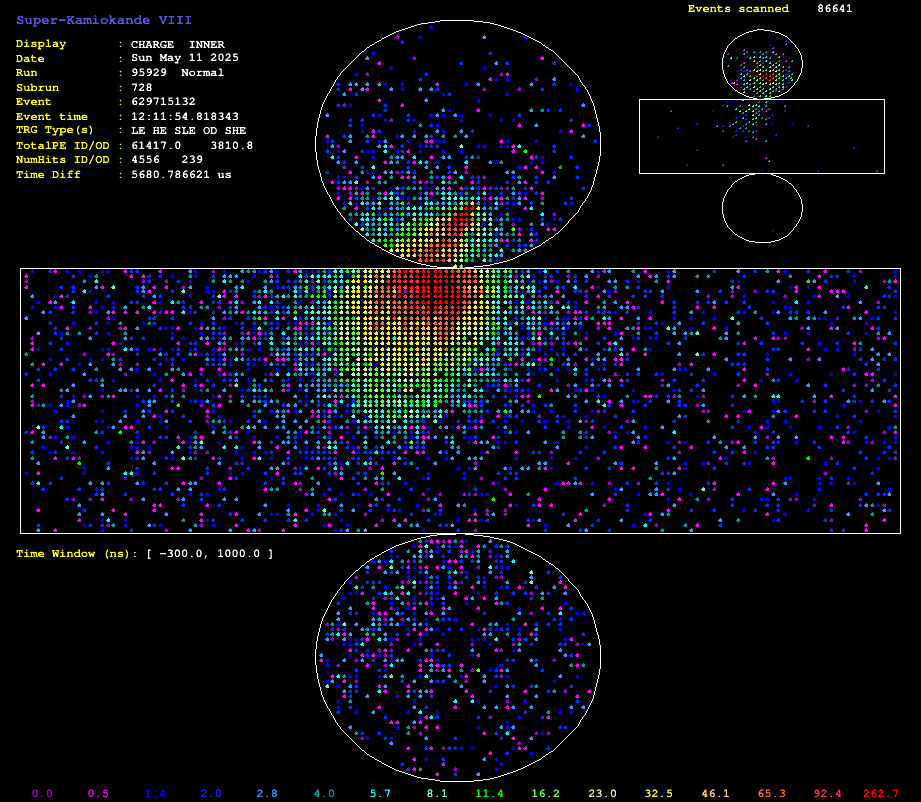 Super-Kamiokande VIII
Events scanned 86641
Display : CHARGE INNER
Date : Sun May 11 2025
Run : 95929 Normal
Subrun : 728
Event : 629715132
Event time : 12:11:54.818343
TRG Type(s) : LE HE SLE OD SHE
TotalPE ID/OD : 61417.0 3810.8
NumHits ID/OD : 4556 239
Time Diff : 5680.786621 us
Time Window (ns): [ -300.0, 1000.0 ]
0.0 0.5 1.4 2.0 2.8 4.0 5.7 8.1 11.4 16.2 23.0 32.5 46.1 65.3 92.4 262.7